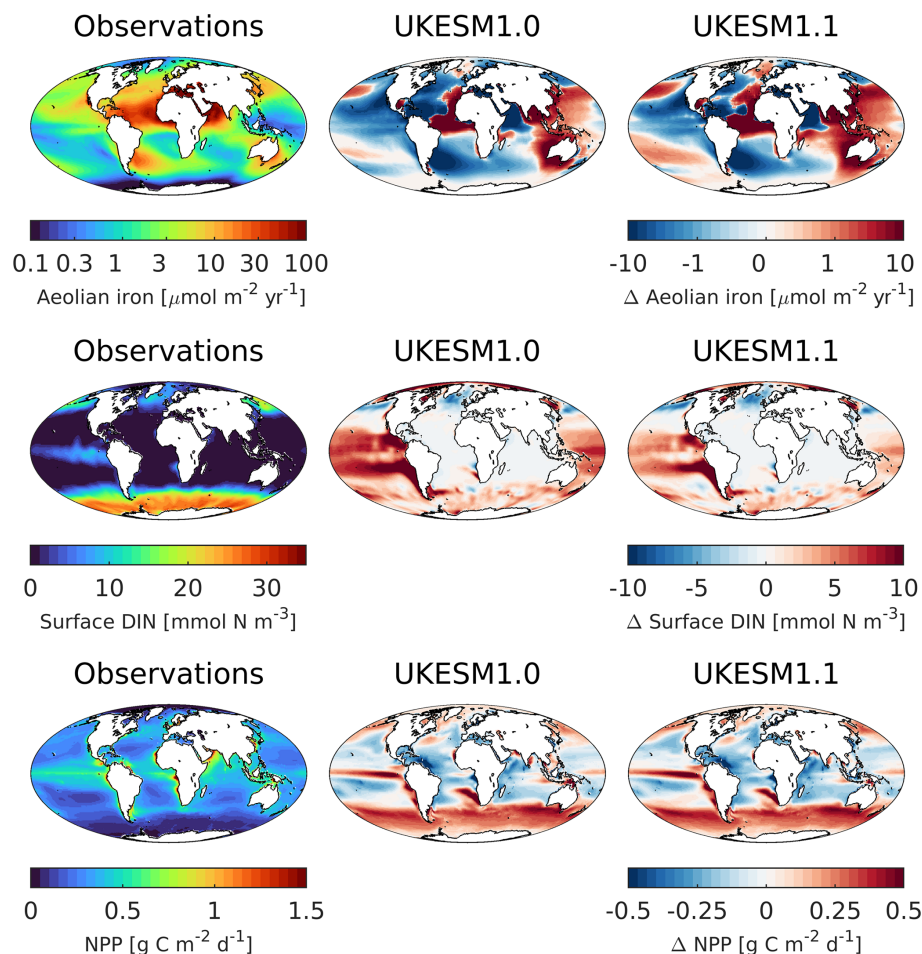 Observations UKESM1.0 UKESM1.1
0.1 0.3 1 3 10 30 100
Aeolian iron [μmol m-2 yr-1]
-10 -1 0 1 10
Δ Aeolian iron [μmol m-2 yr-1]
Observations UKESM1.0 UKESM1.1
0 10 20 30
Surface DIN [mmol N m-3]
-10 -5 0 5 10
Δ Surface DIN [mmol N m-3]
Observations UKESM1.0 UKESM1.1
0 0.5 1 1.5
NPP [g C m-2 d-1]
-0.5 -0.25 0 0.25 0.5
Δ NPP [g C m-2 d-1]